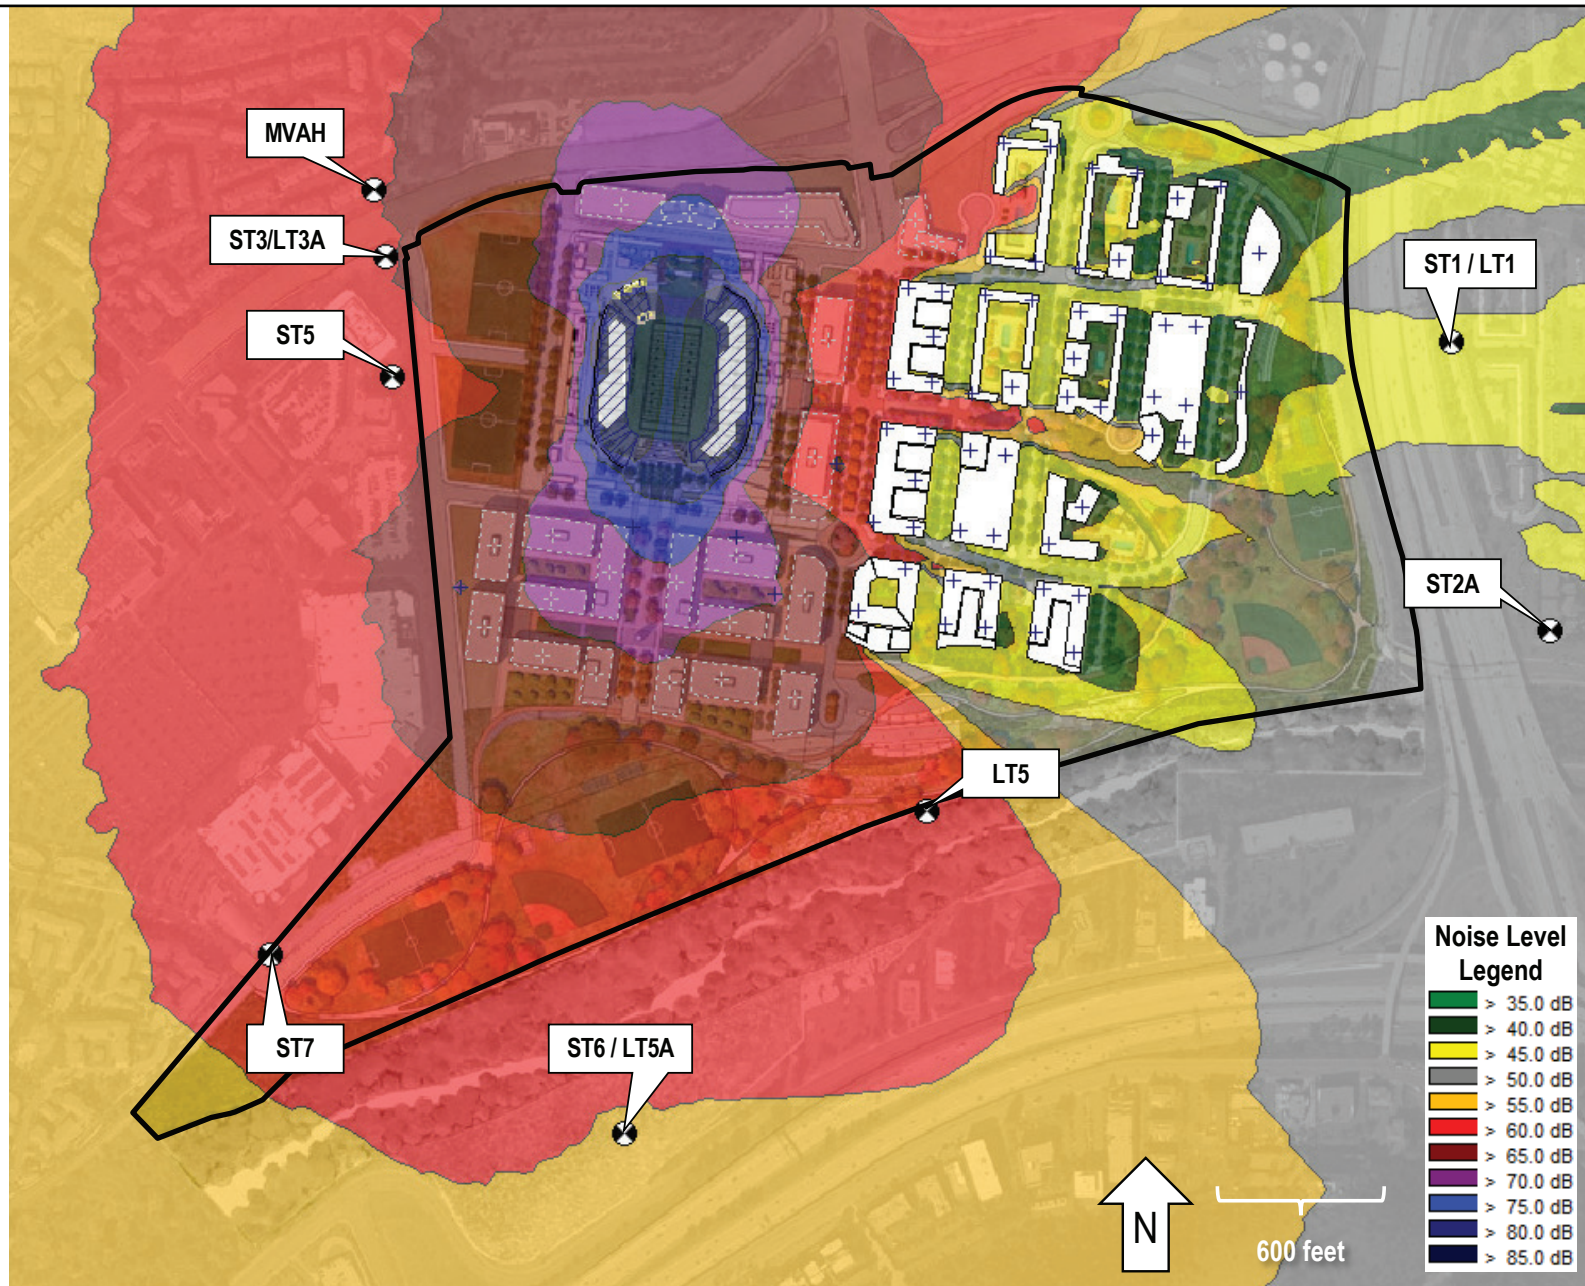 MVAH
ST3/LT3A
ST5
ST1 / LT1
ST2A
LT5
ST7
ST6 / LT5A
N
600 feet
Noise Level
Legend
> 35.0 dB
> 40.0 dB
> 45.0 dB
> 50.0 dB
> 55.0 dB
> 60.0 dB
> 65.0 dB
> 70.0 dB
> 75.0 dB
> 80.0 dB
> 85.0 dB